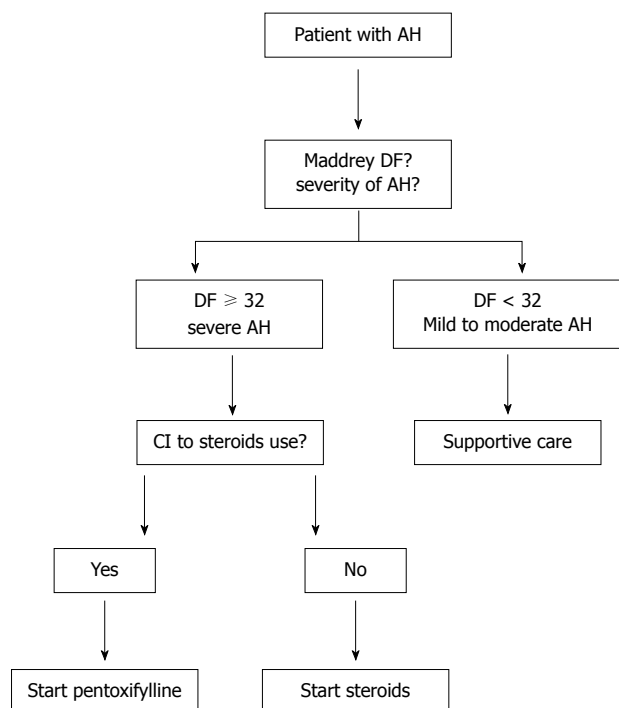 Patient with AH
Maddrey DF?
severity of AH?
DF ⩾ 32
severe AH
DF < 32
Mild to moderate AH
CI to steroids use?
Supportive care
Yes
No
Start pentoxifylline
Start steroids